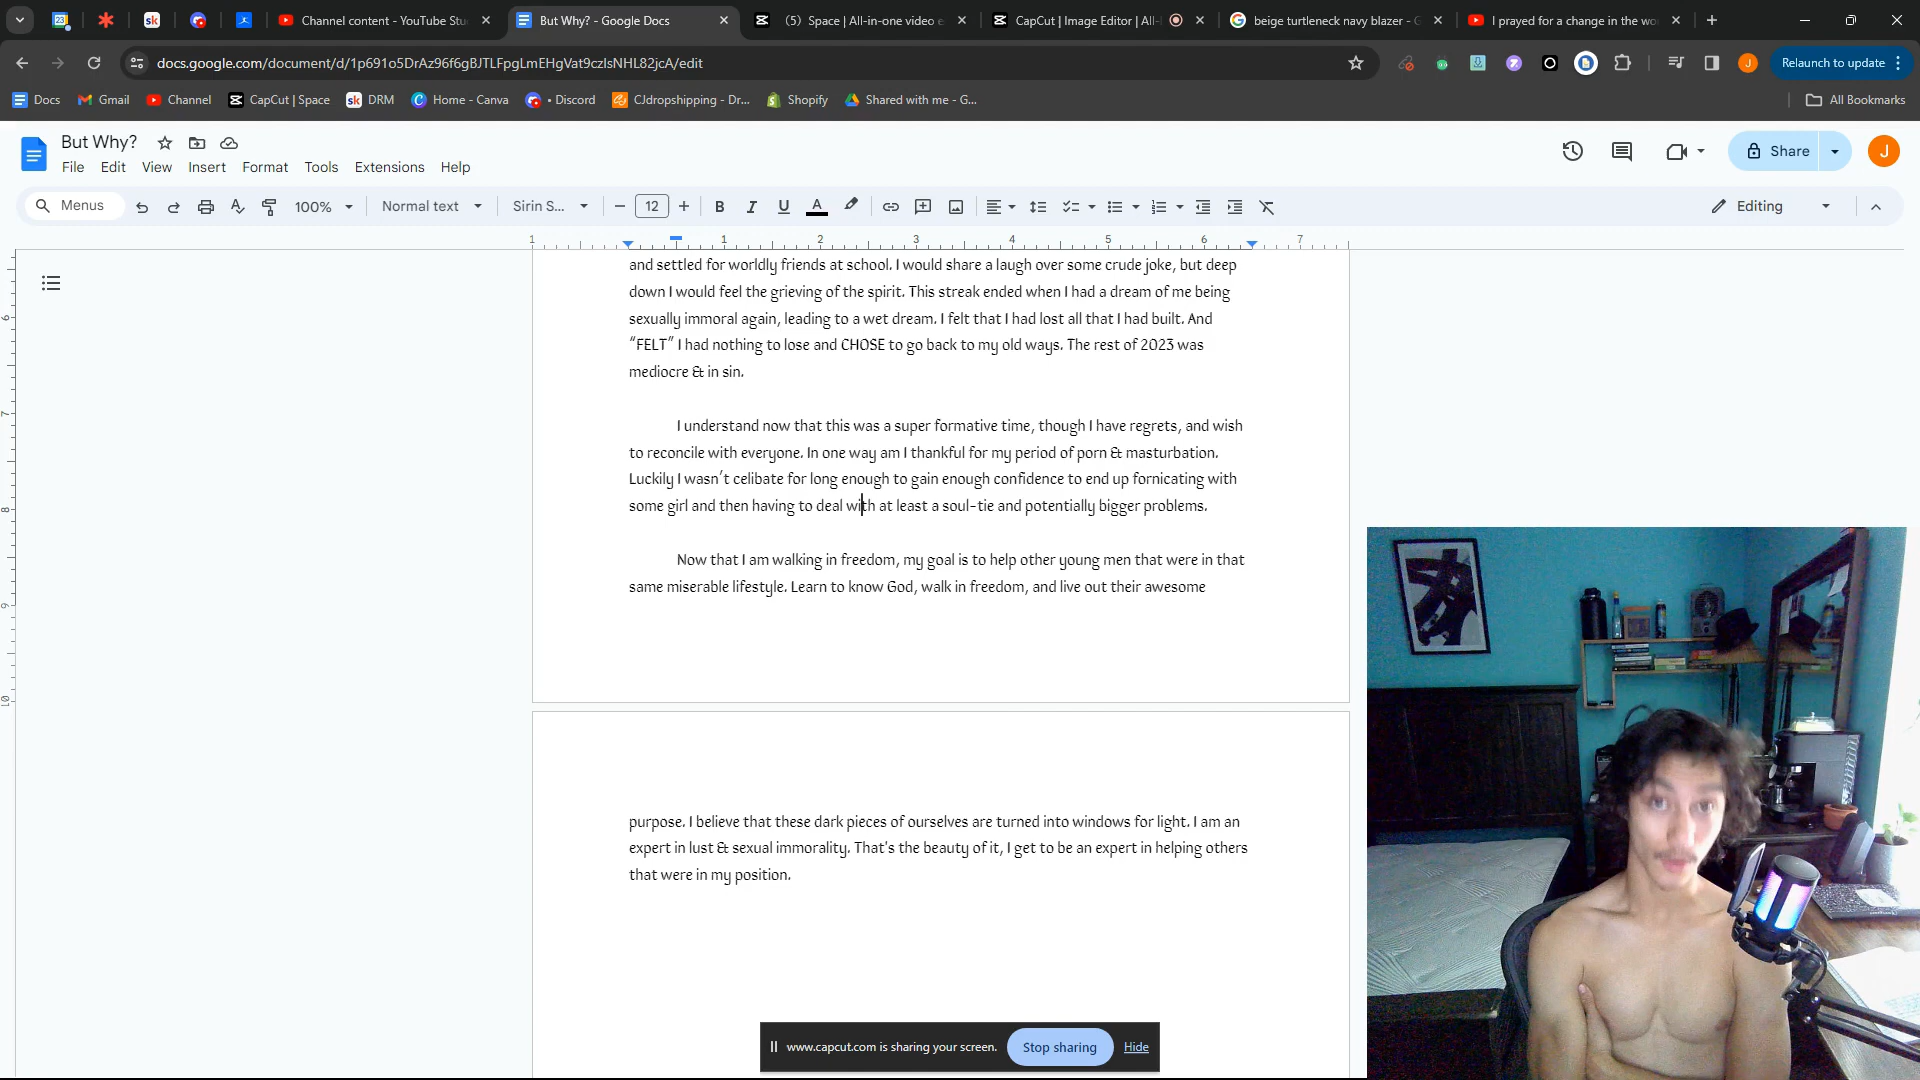 Channel content - YouTube Stu
But Why? - Google Docs
(5) Space | All-in-one video e
CapCut | Image Editor | All-
beige turtleneck navy blazer - G
I prayed for a change in the wo
docs.google.com/document/d/1p691o5DrAz96f6gBJTLFpgLmEHgVat9czlsNHL82jcA/edit
Relaunch to update
Docs Gmail Channel CapCut | Space DRM Home - Canva • Discord CJdropshipping - Dr... Shopify Shared with me - G... All Bookmarks
But Why?
File Edit View Insert Format Tools Extensions Help
Share
J
Menus 100% Normal text Sirin S... 12 Editing
1 1 2 3 4 5 6 7
and settled for worldly friends at school. I would share a laugh over some crude joke, but deep
down I would feel the grieving of the spirit. This streak ended when I had a dream of me being
sexually immoral again, leading to a wet dream. I felt that I had lost all that I had built. And
“FELT” I had nothing to lose and CHOSE to go back to my old ways. The rest of 2023 was
mediocre & in sin.
I understand now that this was a super formative time, though I have regrets, and wish
to reconcile with everyone. In one way am I thankful for my period of porn & masturbation.
Luckily I wasn’t celibate for long enough to gain enough confidence to end up fornicating with
some girl and then having to deal with at least a soul-tie and potentially bigger problems.
Now that I am walking in freedom, my goal is to help other young men that were in that
same miserable lifestyle. Learn to know God, walk in freedom, and live out their awesome
purpose. I believe that these dark pieces of ourselves are turned into windows for light. I am an
expert in lust & sexual immorality. That's the beauty of it, I get to be an expert in helping others
that were in my position.
www.capcut.com is sharing your screen. Stop sharing Hide